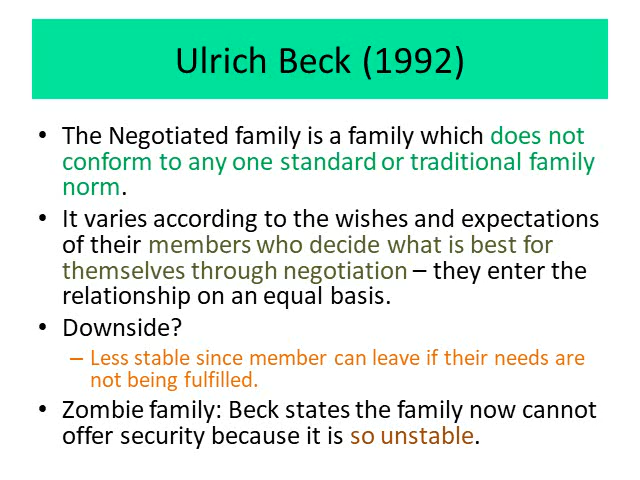 Ulrich Beck (1992)
• The Negotiated family is a family which does not
conform to any one standard or traditional family
norm.
• It varies according to the wishes and expectations
of their members who decide what is best for
themselves through negotiation – they enter the
relationship on an equal basis.
• Downside?
– Less stable since member can leave if their needs are
not being fulfilled.
• Zombie family: Beck states the family now cannot
offer security because it is so unstable.